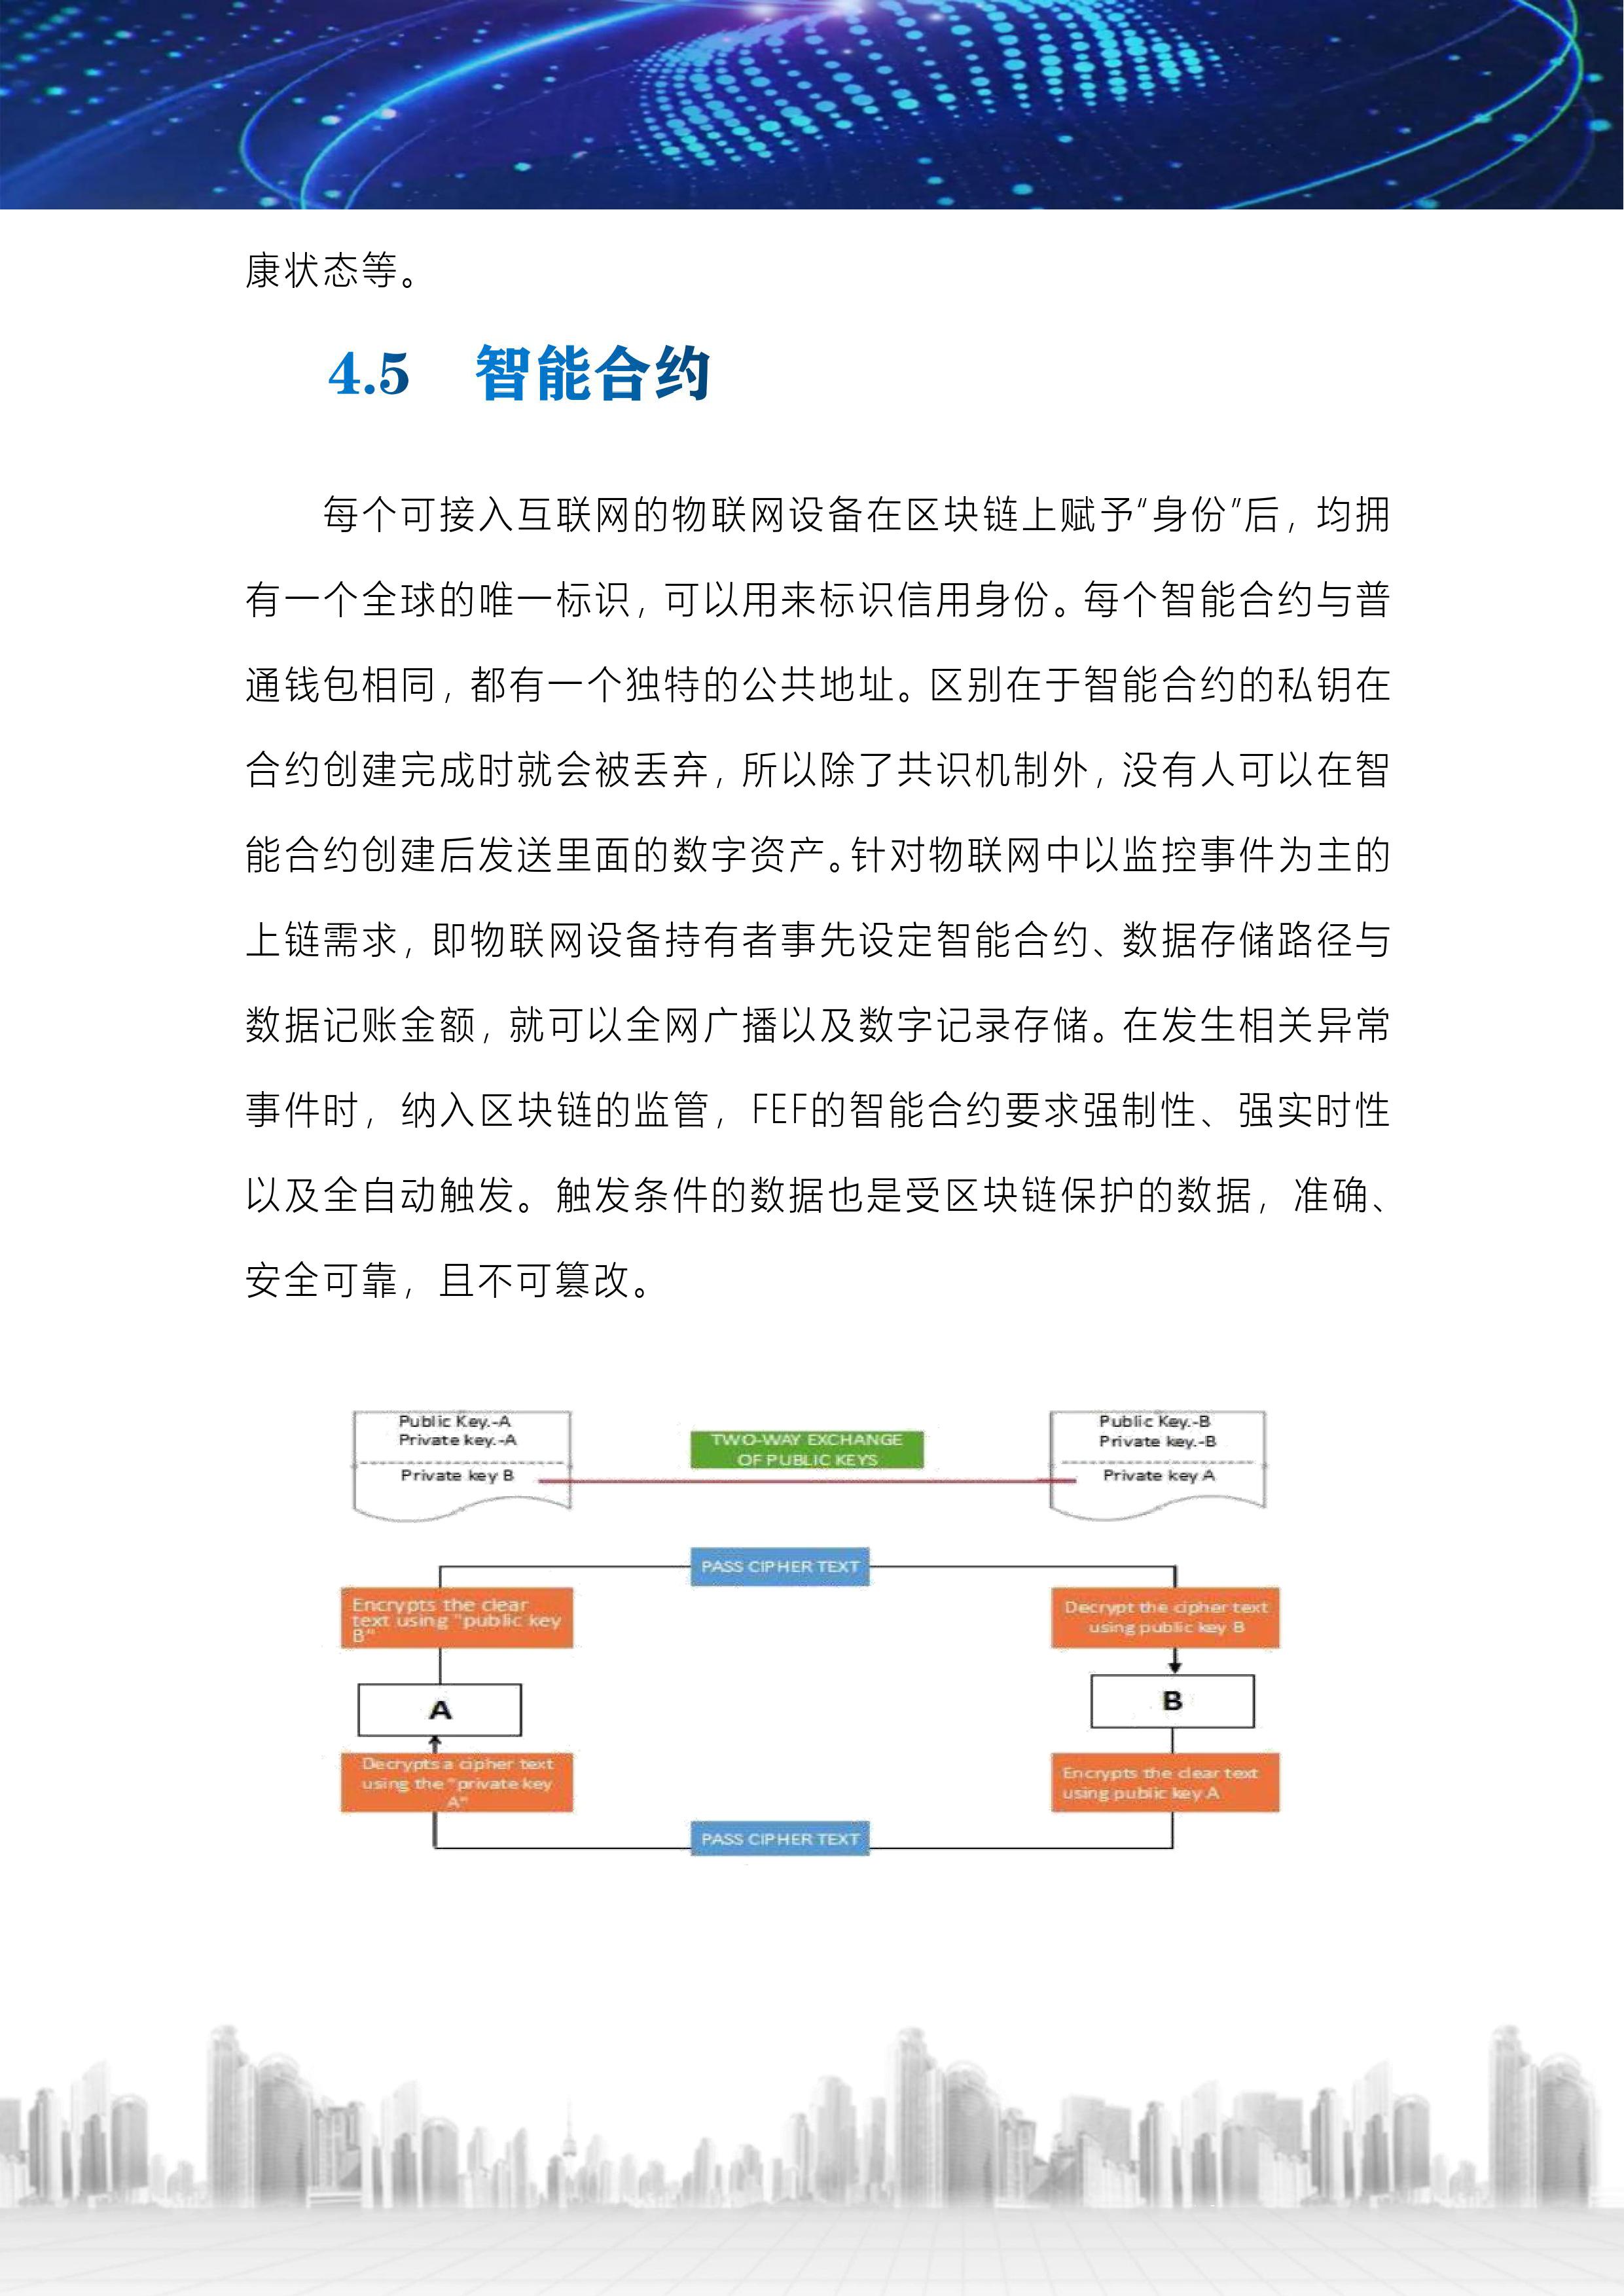 康状态等。
4.5 智能合约
每个可接入互联网的物联网设备在区块链上赋予“身份”后，均拥
有一个全球的唯一标识，可以用来标识信用身份。每个智能合约与普
通钱包相同，都有一个独特的公共地址。区别在于智能合约的私钥在
合约创建完成时就会被丢弃，所以除了共识机制外，没有人可以在智
能合约创建后发送里面的数字资产。针对物联网中以监控事件为主的
上链需求，即物联网设备持有者事先设定智能合约、数据存储路径与
数据记账金额，就可以全网广播以及数字记录存储。在发生相关异常
事件时，纳入区块链的监管，FEF的智能合约要求强制性、强实时性
以及全自动触发。触发条件的数据也是受区块链保护的数据，准确、
安全可靠，且不可篡改。
Public Key.-A
Private key.-A
Private key B
TWO-WAY EXCHANGE
OF PUBLIC KEYS
Public Key.-B
Private key.-B
Private key A
PASS CIPHER TEXT
Encrypts the clear
text using "public key
B"
Decrypt the cipher text
using public key B
A
B
Decrypts a cipher text
using the "private key
A"
Encrypts the clear text
using public key A
PASS CIPHER TEXT